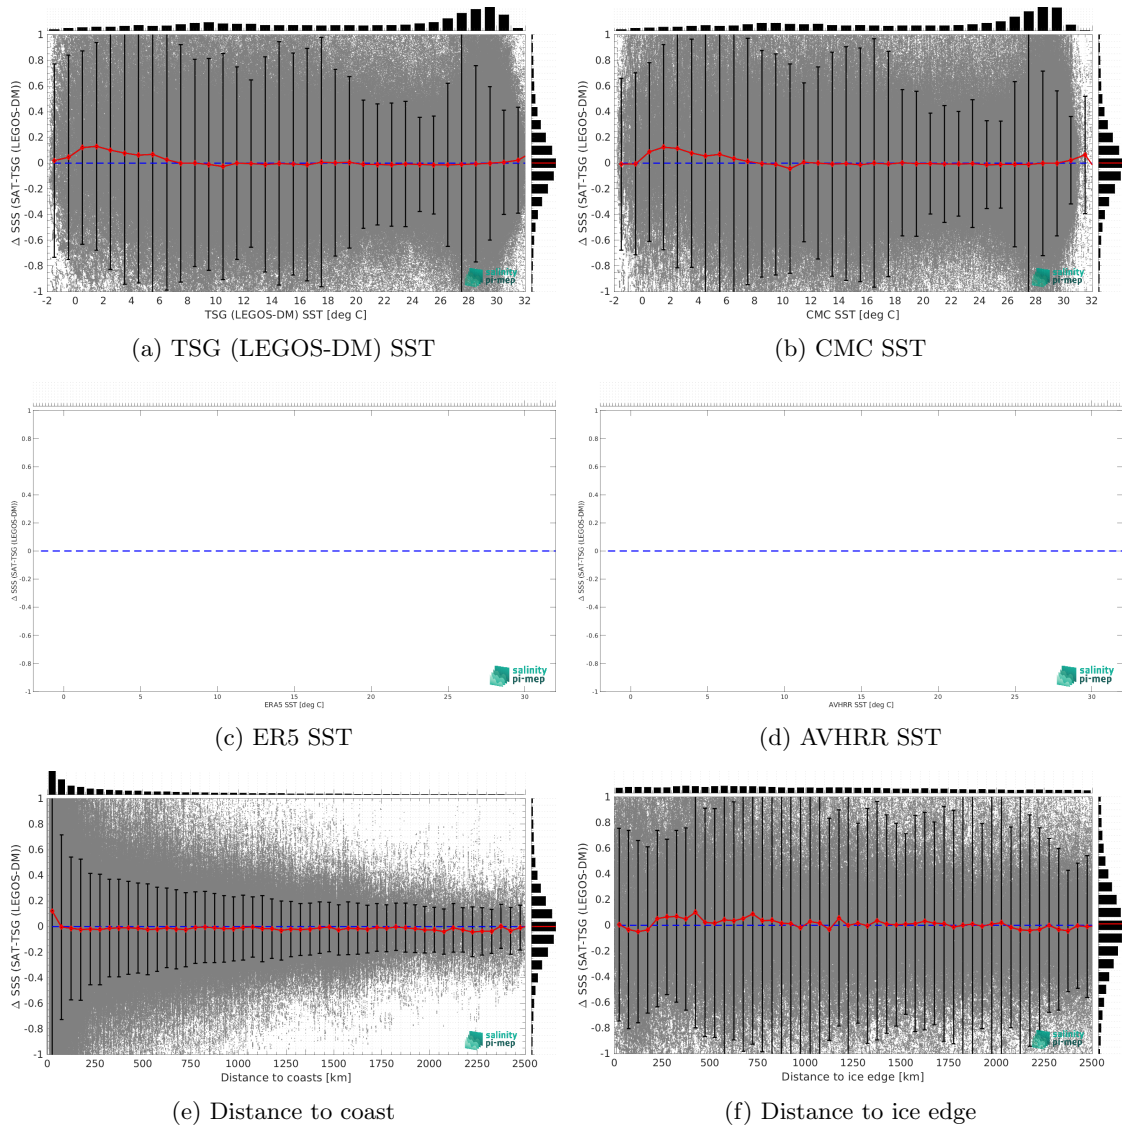 1
0.8
0.6
0.4
0.2
0
-0.2
-0.4
-0.6
-0.8
-1
Δ SSS (SAT-TSG (LEGOS-DM))
-2 0 2 4 6 8 10 12 14 16 18 20 22 24 26 28 30 32
TSG (LEGOS-DM) SST [deg C]
salinity
pi-mep
(a) TSG (LEGOS-DM) SST
1
0.8
0.6
0.4
0.2
0
-0.2
-0.4
-0.6
-0.8
-1
Δ SSS (SAT-TSG (LEGOS-DM))
-2 0 2 4 6 8 10 12 14 16 18 20 22 24 26 28 30 32
CMC SST [deg C]
salinity
pi-mep
(b) CMC SST
1
0.8
0.6
0.4
0.2
0
-0.2
-0.4
-0.6
-0.8
-1
Δ SSS (SAT-TSG (LEGOS-DM))
0 5 10 15 20 25 30
ERA5 SST [deg C]
salinity
pi-mep
(c) ER5 SST
1
0.8
0.6
0.4
0.2
0
-0.2
-0.4
-0.6
-0.8
-1
Δ SSS (SAT-TSG (LEGOS-DM))
0 5 10 15 20 25 30
AVHRR SST [deg C]
salinity
pi-mep
(d) AVHRR SST
1
0.8
0.6
0.4
0.2
0
-0.2
-0.4
-0.6
-0.8
-1
Δ SSS (SAT-TSG (LEGOS-DM))
0 250 500 750 1000 1250 1500 1750 2000 2250 2500
Distance to coasts [km]
salinity
pi-mep
(e) Distance to coast
1
0.8
0.6
0.4
0.2
0
-0.2
-0.4
-0.6
-0.8
-1
Δ SSS (SAT-TSG (LEGOS-DM))
0 250 500 750 1000 1250 1500 1750 2000 2250 2500
Distance to ice edge [km]
salinity
pi-mep
(f) Distance to ice edge